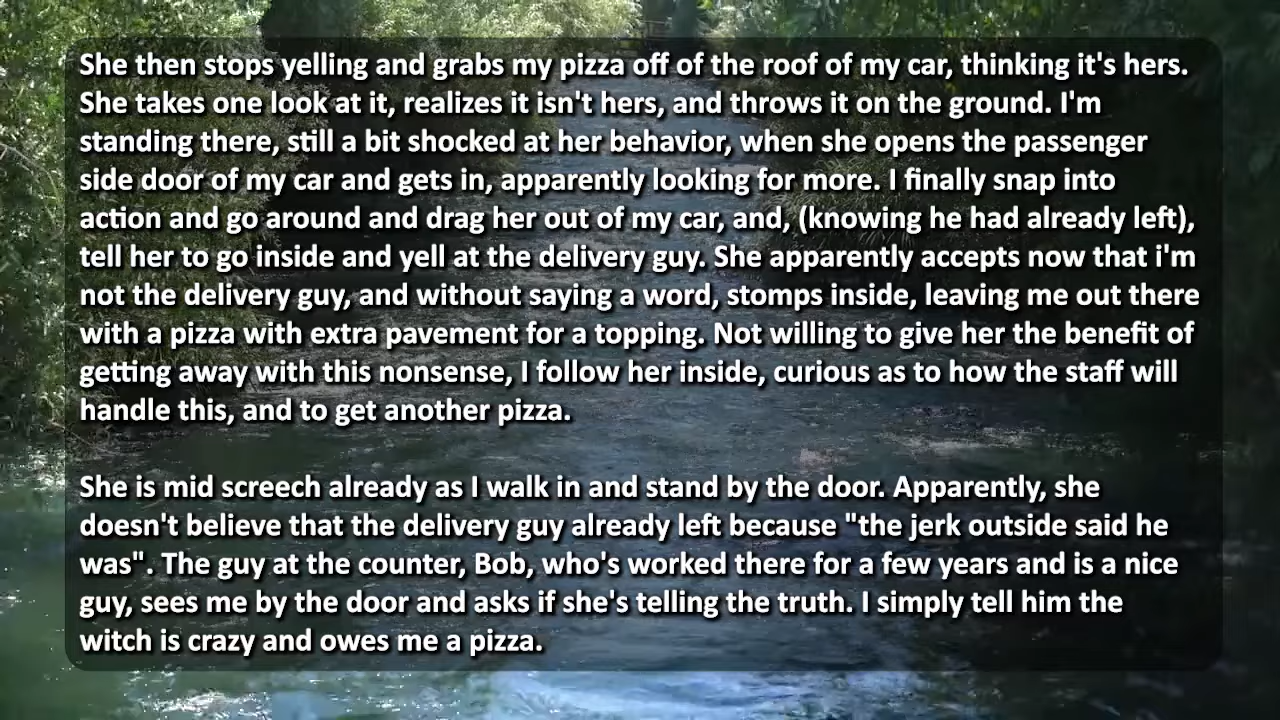 She then stops yelling and grabs my pizza off of the roof of my car, thinking it's hers.
She takes one look at it, realizes it isn't hers, and throws it on the ground. I'm
standing there, still a bit shocked at her behavior, when she opens the passenger
side door of my car and gets in, apparently looking for more. I finally snap into
action and go around and drag her out of my car, and, (knowing he had already left),
tell her to go inside and yell at the delivery guy. She apparently accepts now that i'm
not the delivery guy, and without saying a word, stomps inside, leaving me out there
with a pizza with extra pavement for a topping. Not willing to give her the benefit of
getting away with this nonsense, I follow her inside, curious as to how the staff will
handle this, and to get another pizza.
She is mid screech already as I walk in and stand by the door. Apparently, she
doesn't believe that the delivery guy already left because "the jerk outside said he
was". The guy at the counter, Bob, who's worked there for a few years and is a nice
guy, sees me by the door and asks if she's telling the truth. I simply tell him the
witch is crazy and owes me a pizza.